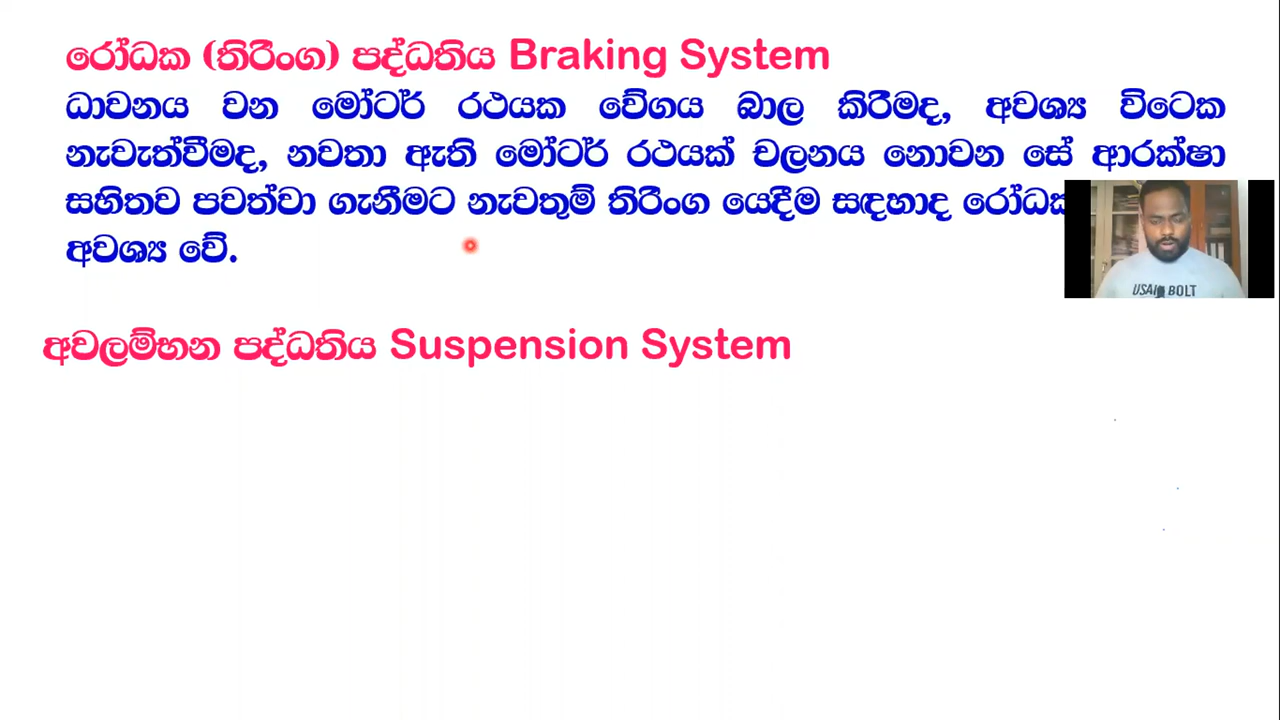 රෝධක (තිරිංග) පද්ධතිය Braking System
ධාවනය වන මෝටර් රථයක වේගය බාල කිරීමද, අවශ්‍ය විටෙක
නැවැත්වීමද, නවතා ඇති මෝටර් රථයක් චලනය නොවන සේ ආරක්ෂා
සහිතව පවත්වා ගැනීමට නැවතුම් තිරිංග යෙදීම සඳහාද රෝධක
අවශ්‍ය වේ.
USAIN BOLT
අවලම්භන පද්ධතිය Suspension System